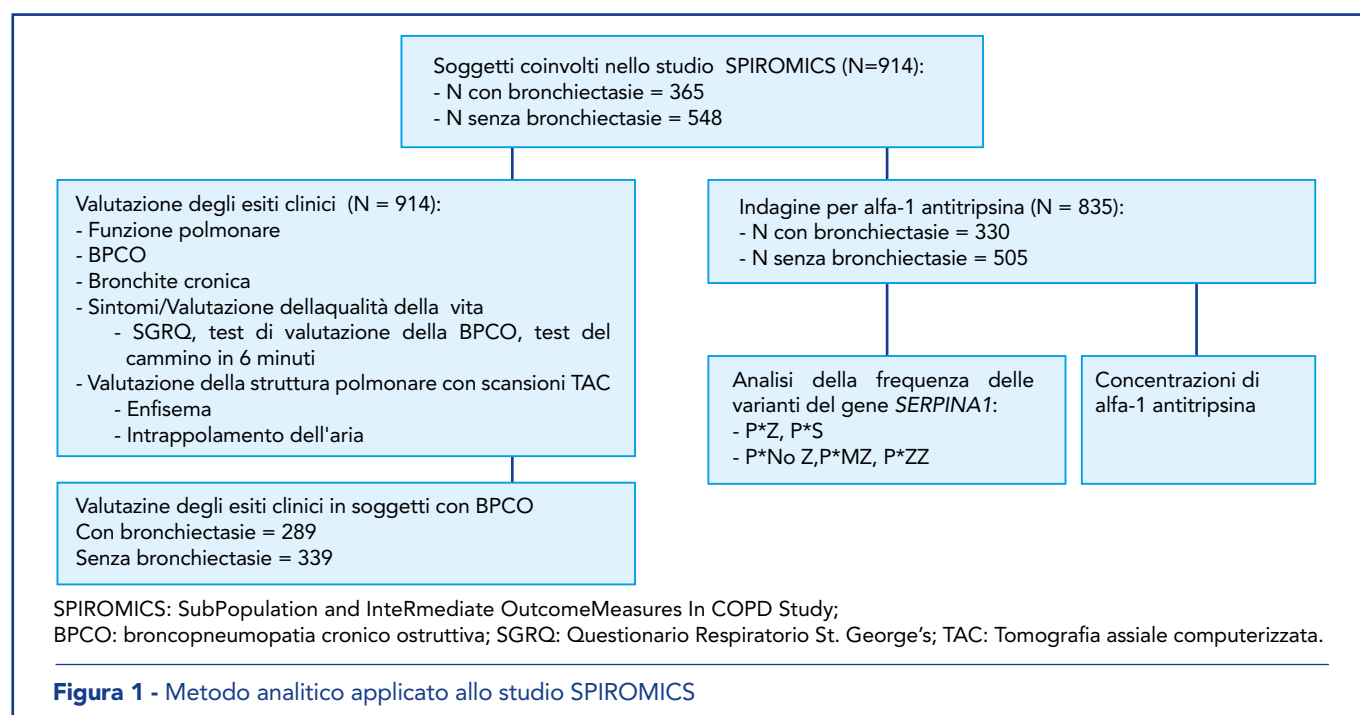 Soggetti coinvolti nello studio SPIROMICS (N=914):
- N con bronchiectasie = 365
- N senza bronchiectasie = 548
Valutazione degli esiti clinici (N = 914):
- Funzione polmonare
- BPCO
- Bronchite cronica
- Sintomi/Valutazione dellaqualità della vita
- SGRQ, test di valutazione della BPCO, test del
cammino in 6 minuti
- Valutazione della struttura polmonare con scansioni TAC
- Enfisema
- Intrappolamento dell'aria
Valutazine degli esiti clinici in soggetti con BPCO
Con bronchiectasie = 289
Senza bronchiectasie = 339
Indagine per alfa-1 antitripsina (N = 835):
- N con bronchiectasie = 330
- N senza bronchiectasie = 505
Analisi della frequenza delle
varianti del gene SERPINA1:
- P*Z, P*S
- P*No Z,P*MZ, P*ZZ
Concentrazioni di
alfa-1 antitripsina
SPIROMICS: SubPopulation and InteRmediate OutcomeMeasures In COPD Study;
BPCO: broncopneumopatia cronico ostruttiva; SGRQ: Questionario Respiratorio St. George’s; TAC: Tomografia assiale computerizzata.
Figura 1 - Metodo analitico applicato allo studio SPIROMICS